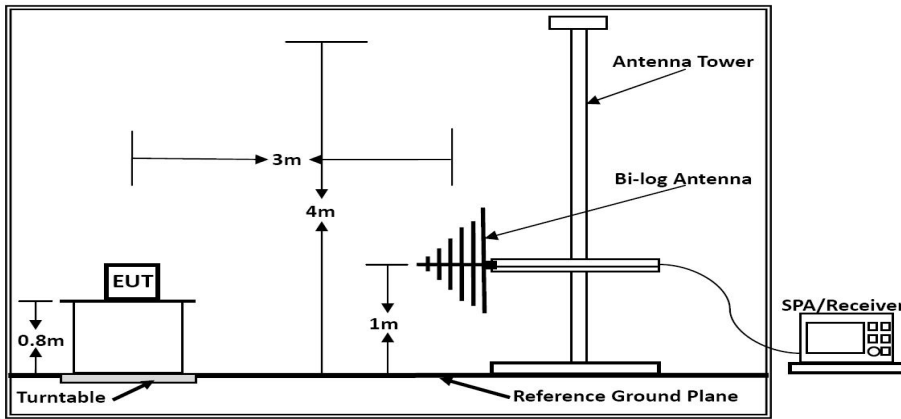 Antenna Tower
3m
Bi-log Antenna
4m
EUT
SPA/Receiver
0.8m
1m
Turntable
Reference Ground Plane